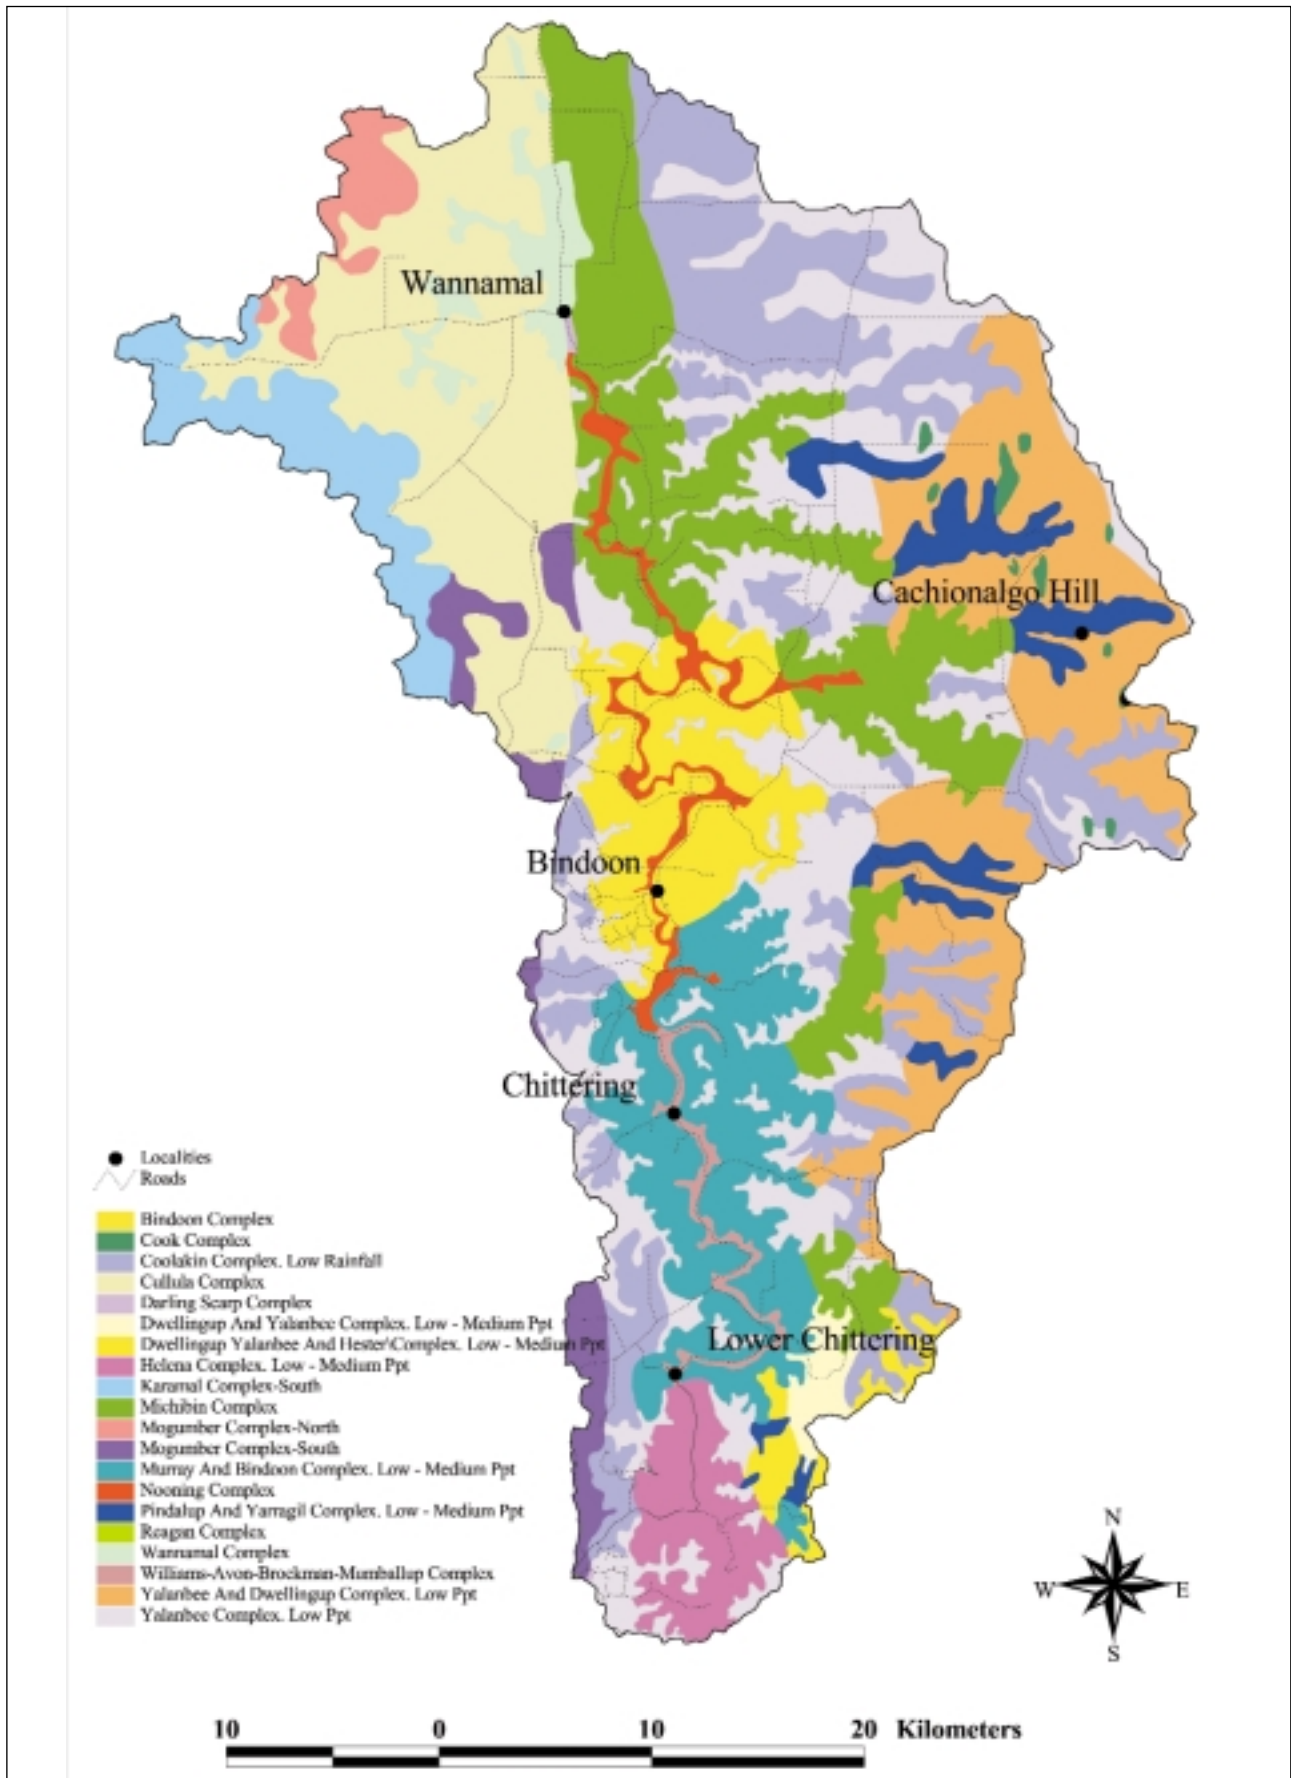 Wannamal
Cachionalgo Hill
Bindoon
Chittering
Lower Chittering
Localities
Roads
Bindoon Complex
Cook Complex
Coolakin Complex. Low Rainfall
Cullula Complex
Darling Scarp Complex
Dwellingup And Yalanbee Complex. Low - Medium Ppt
Dwellingup Yalanbee And Hester\Complex. Low - Medium Ppt
Helena Complex. Low - Medium Ppt
Karamal Complex-South
Michibin Complex
Mogumber Complex-North
Mogumber Complex-South
Murray And Bindoon Complex. Low - Medium Ppt
Nooning Complex
Pindalup And Yarragil Complex. Low - Medium Ppt
Reagan Complex
Wannamal Complex
Williams-Avon-Brockman-Mumballup Complex
Yalanbee And Dwellingup Complex. Low Ppt
Yalanbee Complex. Low Ppt
N
W E
S
10 0 10 20 Kilometers